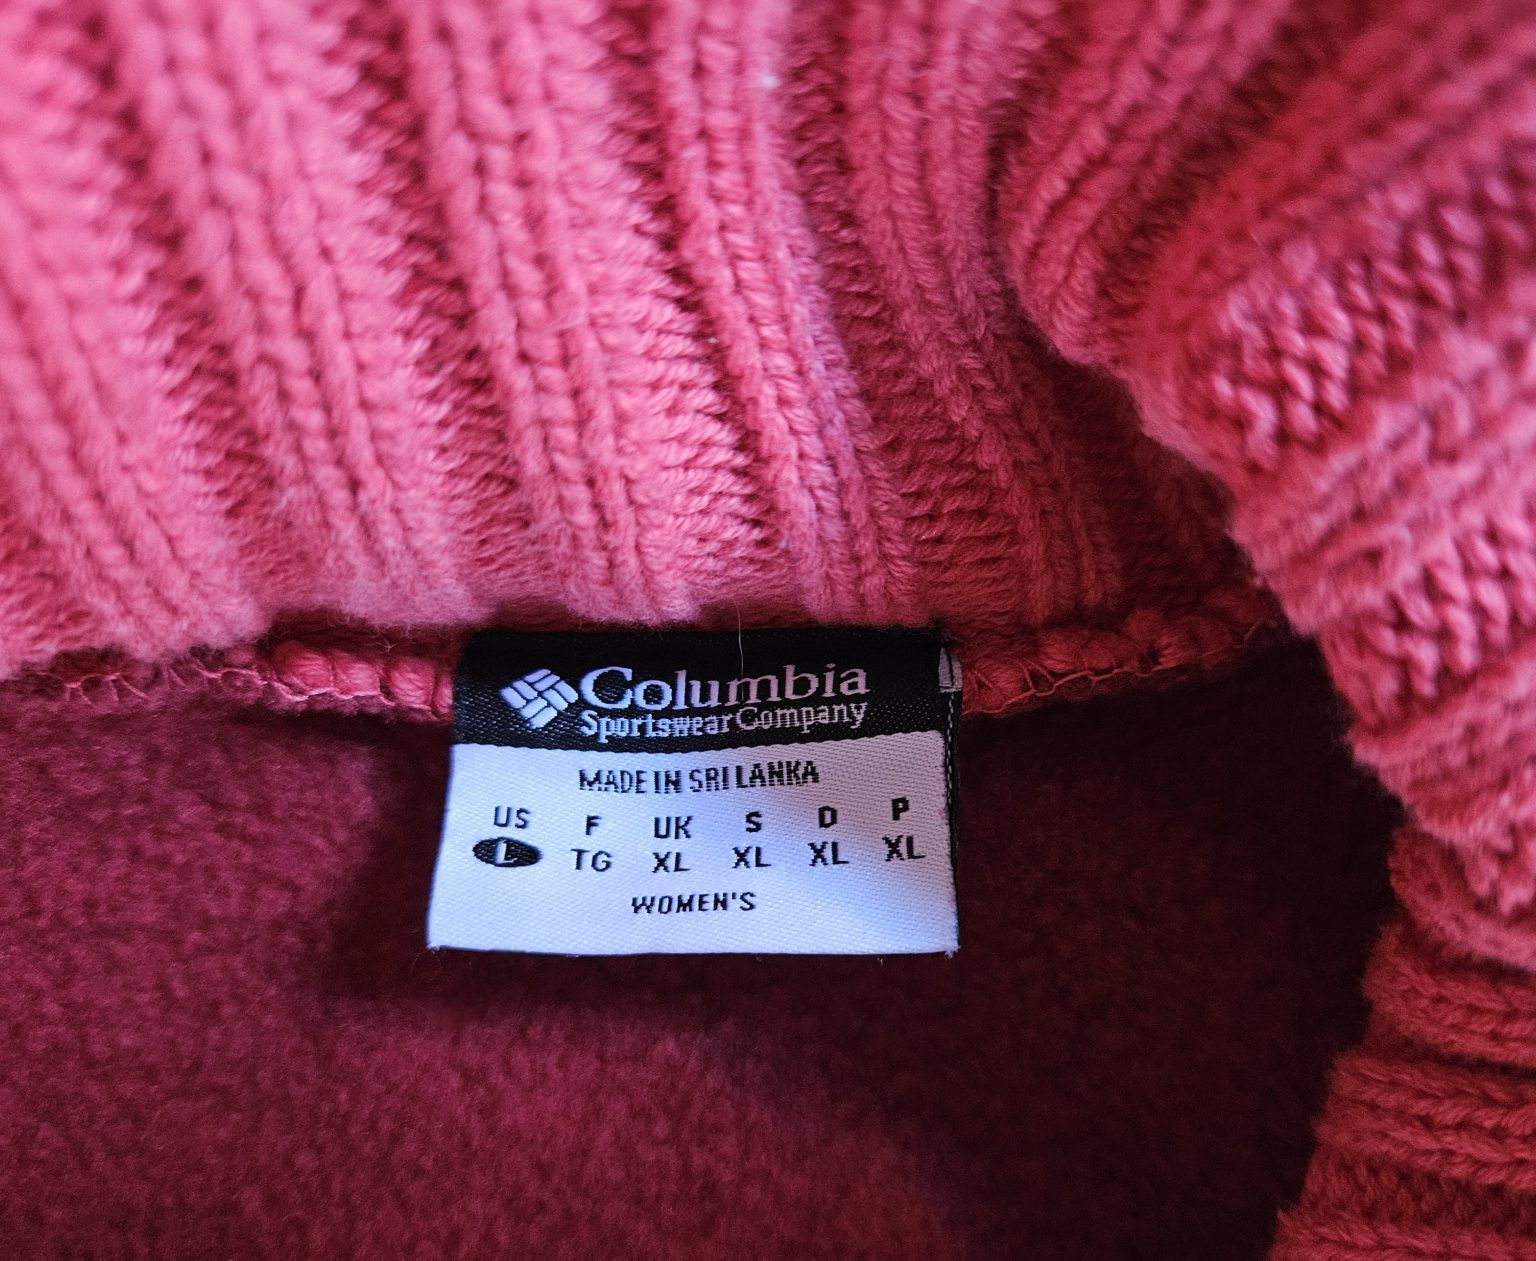 Columbia
Sportswear Company
MADE IN SRI LANKA
US F UK S D P
L TG XL XL XL XL
WOMEN'S